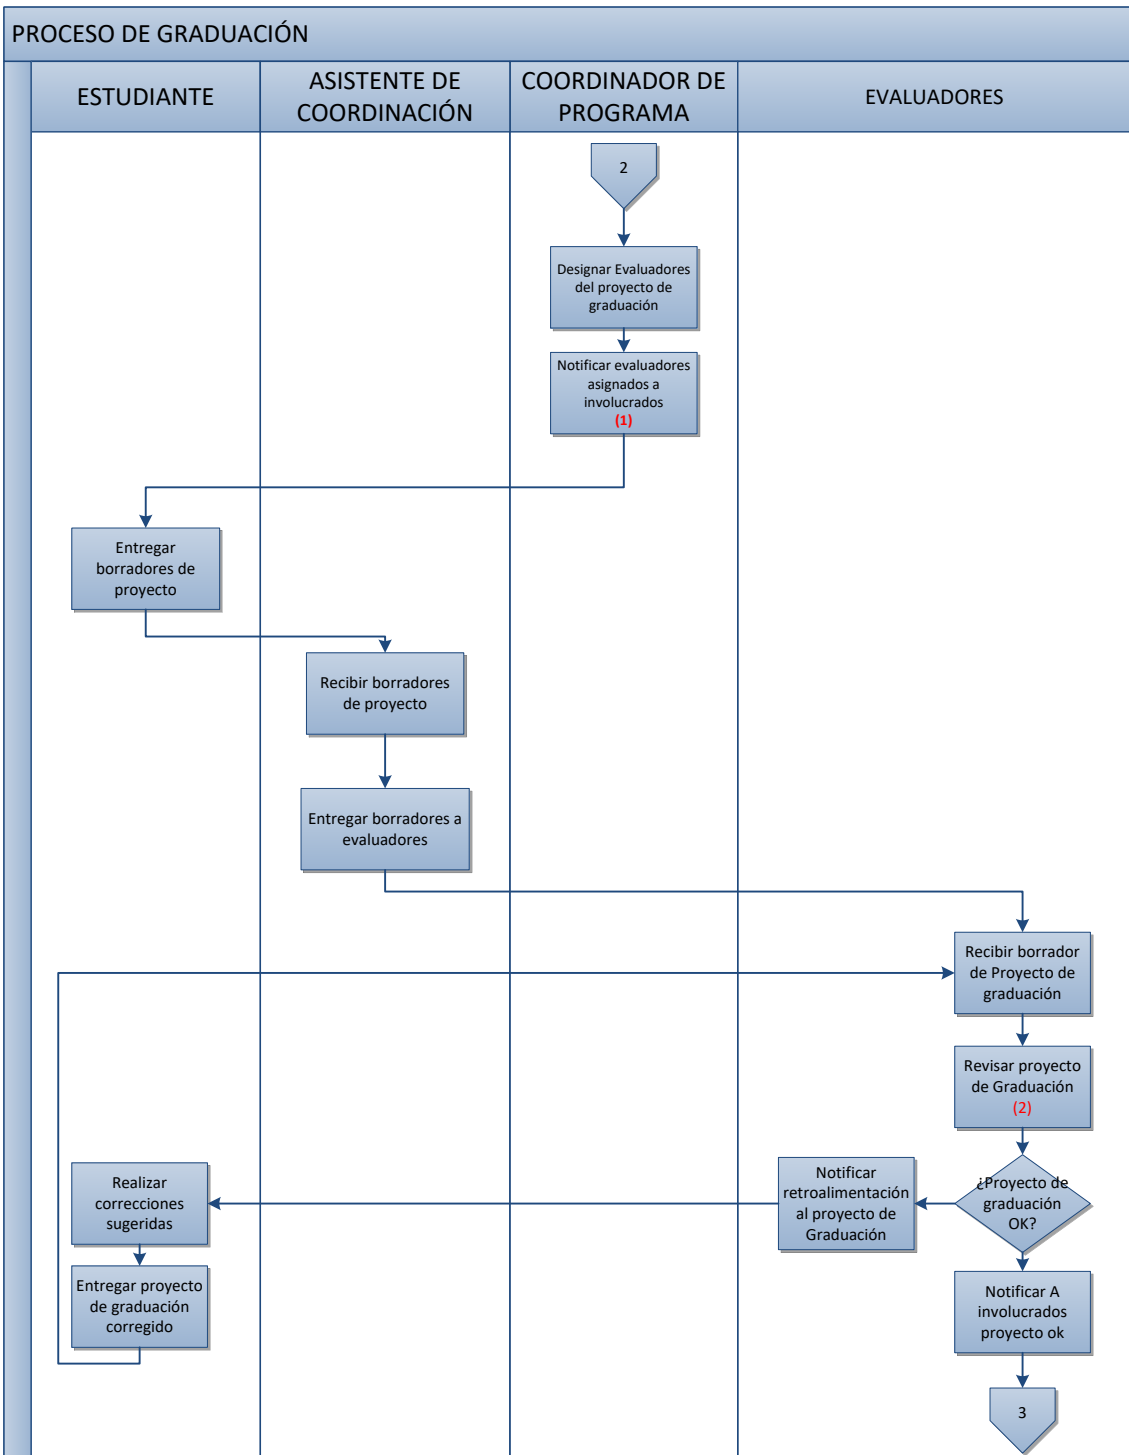 PROCESO DE GRADUACIÓN
ESTUDIANTE
ASISTENTE DE
COORDINACIÓN
COORDINADOR DE
PROGRAMA
EVALUADORES
2
Designar Evaluadores
del proyecto de
graduación
Notificar evaluadores
asignados a
involucrados
(1)
Entregar
borradores de
proyecto
Recibir borradores
de proyecto
Entregar borradores a
evaluadores
Recibir borrador
de Proyecto de
graduación
Revisar proyecto
de Graduación
(2)
¿Proyecto de
graduación
OK?
Notificar
retroalimentación
al proyecto de
Graduación
Realizar
correcciones
sugeridas
Entregar proyecto
de graduación
corregido
Notificar A
involucrados
proyecto ok
3